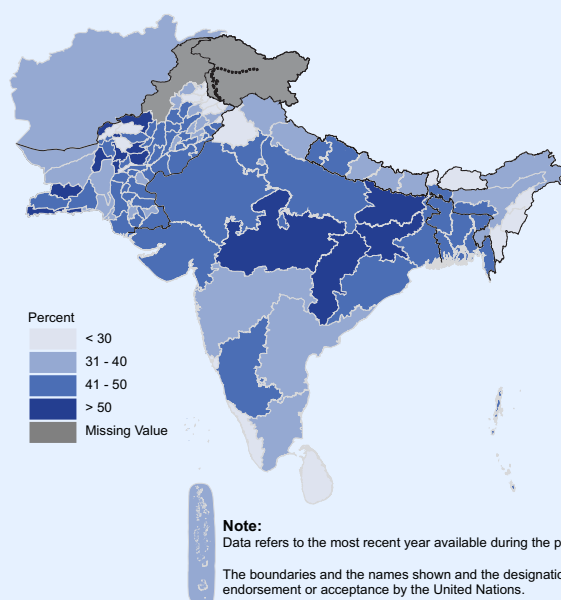 Percent
< 30
31 - 40
41 - 50
> 50
Missing Value
Note:
Data refers to the most recent year available during the p
The boundaries and the names shown and the designatio
endorsement or acceptance by the United Nations.